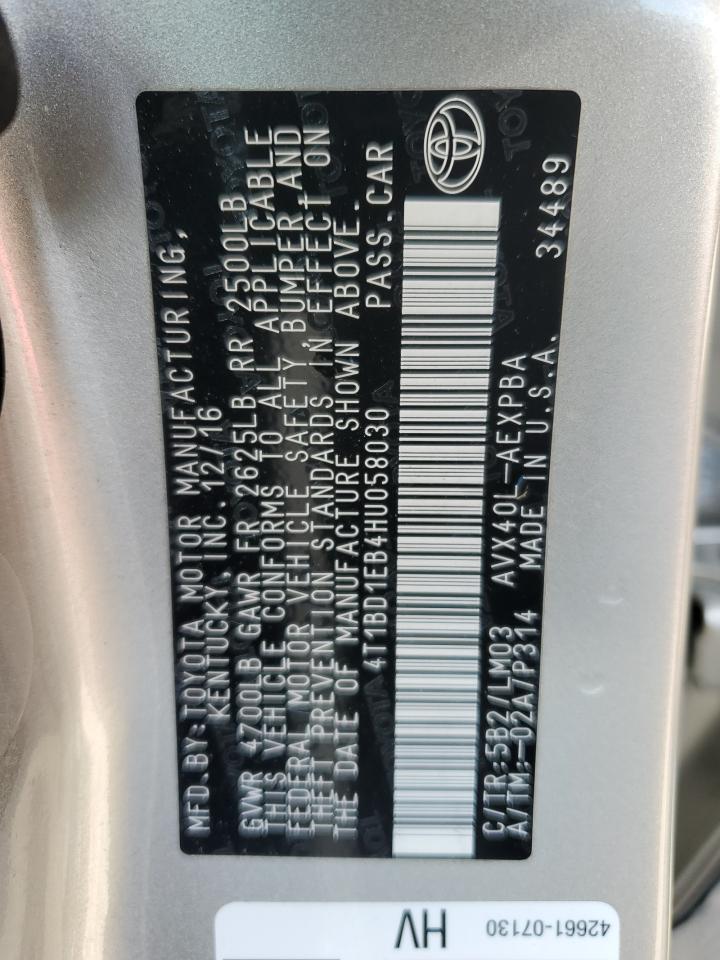 MFD.BY:TOYOTA MOTOR MANUFACTURING,
KENTUCKY, INC. 12/16
GVWR 4700LB GAWR FR 2625LB RR 2500LB
THIS VEHICLE CONFORMS TO ALL APPLICABLE
FEDERAL MOTOR VEHICLE SAFETY, BUMPER, AND
THEFT PREVENTION STANDARDS IN EFFECT ON
THE DATE OF MANUFACTURE SHOWN ABOVE.
4T1BD1EB4HU058030 PASS.CAR
C/TR:5B2/LM03 AVX40L-AEXPBA
A/TM:-02A/P314 MADE IN U.S.A. 34489
HV 42661-07130